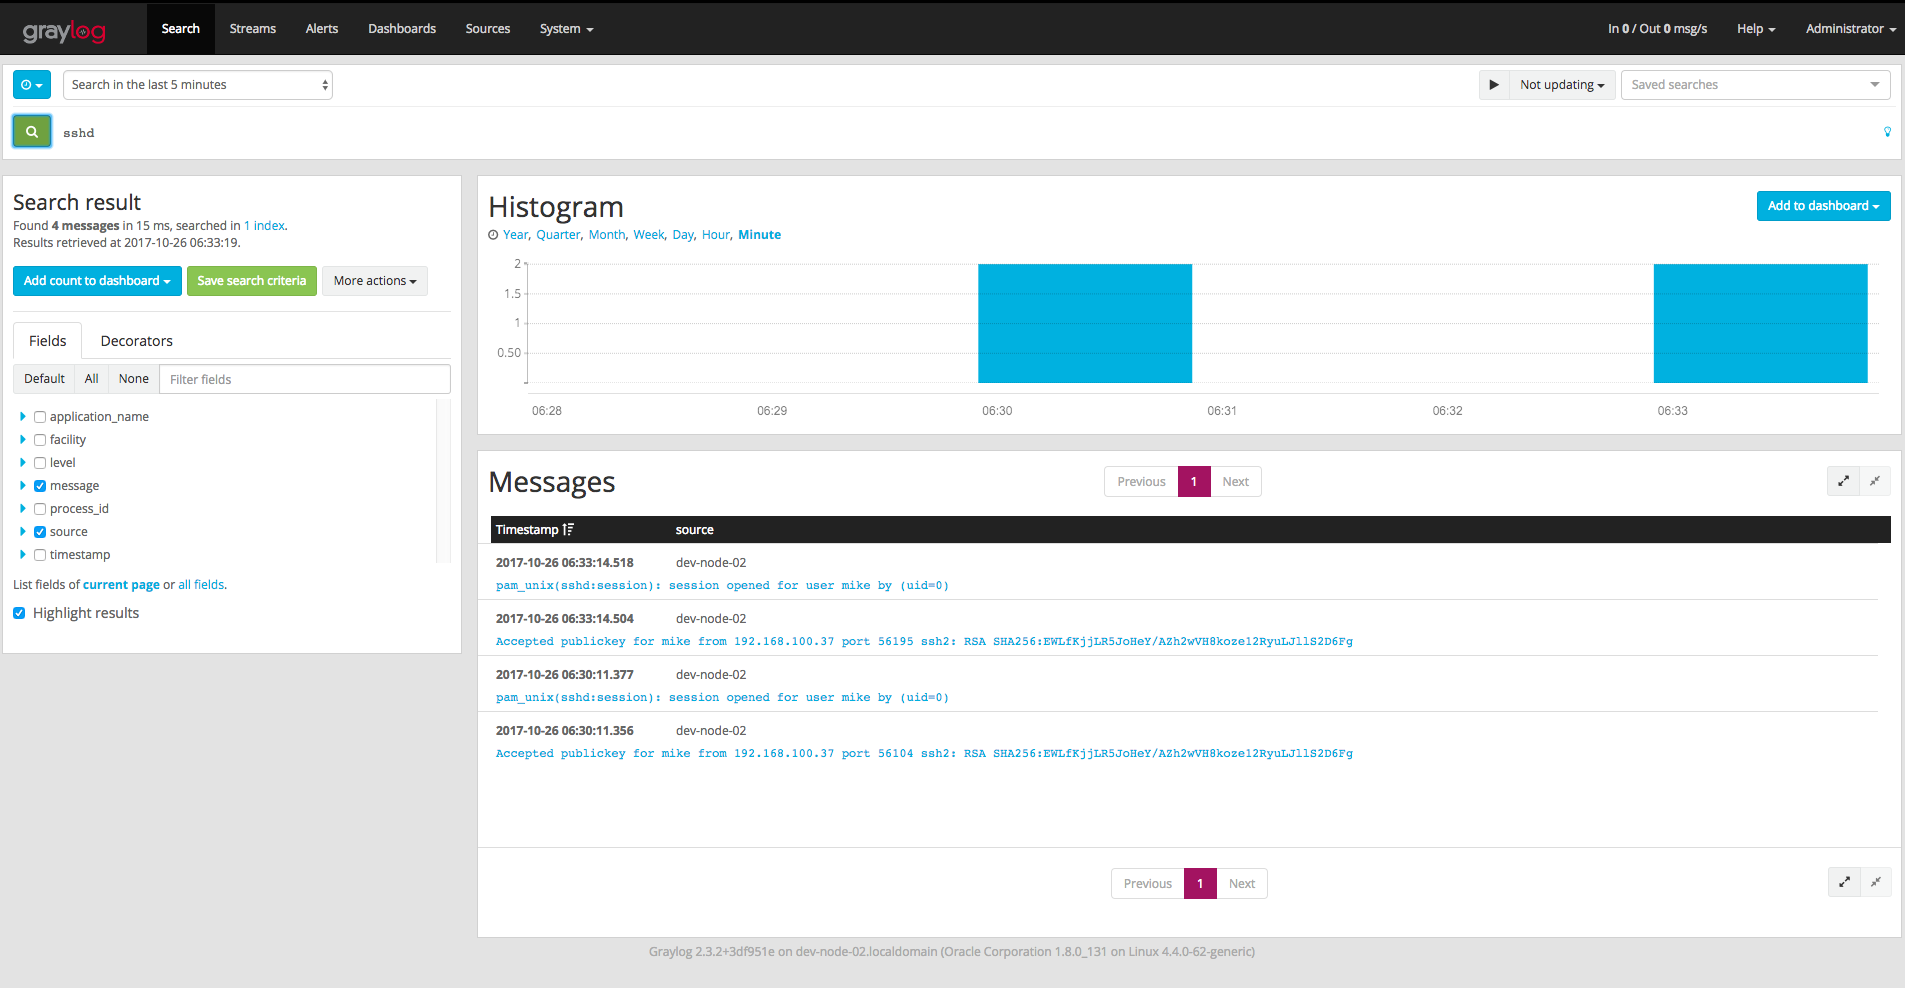 graylog
Search Streams Alerts Dashboards Sources System In 0 / Out 0 msg/s Help Administrator
Search in the last 5 minutes Not updating Saved searches
sshd
Search result
Found 4 messages in 15 ms, searched in 1 index.
Results retrieved at 2017-10-26 06:33:19.
Add count to dashboard Save search criteria More actions
Fields Decorators
Default All None Filter fields
application_name
facility
level
message
process_id
source
timestamp
List fields of current page or all fields.
Highlight results
Histogram
Add to dashboard
Year, Quarter, Month, Week, Day, Hour, Minute
2
1.5
1
0.50
06:28 06:29 06:30 06:31 06:32 06:33
Messages
Previous 1 Next
Timestamp source
2017-10-26 06:33:14.518 dev-node-02
pam_unix(sshd:session): session opened for user mike by (uid=0)
2017-10-26 06:33:14.504 dev-node-02
Accepted publickey for mike from 192.168.100.37 port 56195 ssh2: RSA SHA256:EWLfKjjLR5JoHeY/AZh2wVH8koze12RyuLJllS2D6Fg
2017-10-26 06:30:11.377 dev-node-02
pam_unix(sshd:session): session opened for user mike by (uid=0)
2017-10-26 06:30:11.356 dev-node-02
Accepted publickey for mike from 192.168.100.37 port 56104 ssh2: RSA SHA256:EWLfKjjLR5JoHeY/AZh2wVH8koze12RyuLJllS2D6Fg
Previous 1 Next
Graylog 2.3.2+3df951e on dev-node-02.localdomain (Oracle Corporation 1.8.0_131 on Linux 4.4.0-62-generic)